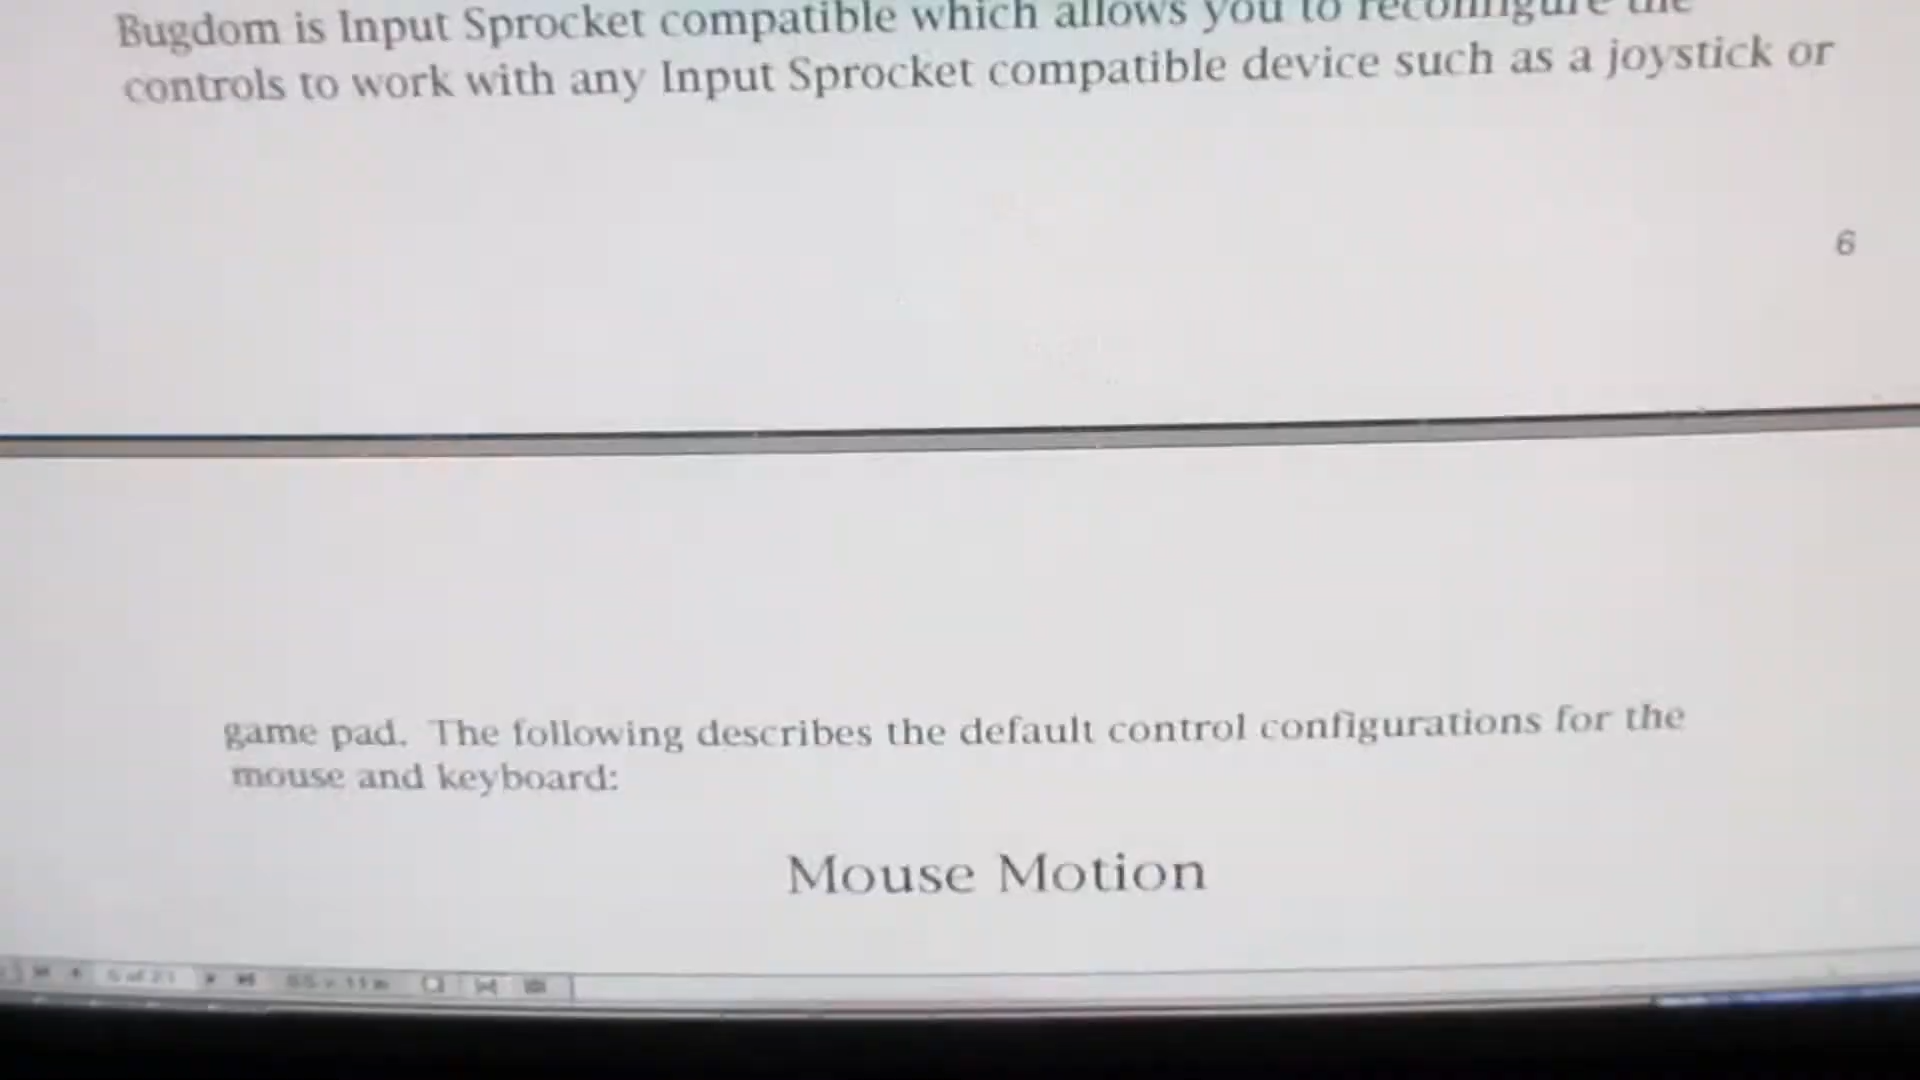 Bugdom is Input Sprocket compatible which allows you to reconfigure the
controls to work with any Input Sprocket compatible device such as a joystick or
6
game pad. The following describes the default control configurations for the
mouse and keyboard:
Mouse Motion